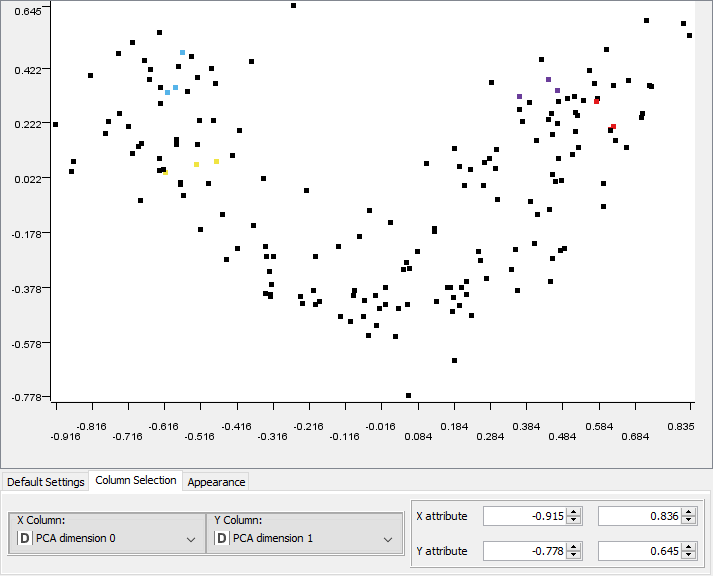 0.645
0.422
0.222
0.022
-0.178
-0.378
-0.578
-0.778
-0.816 -0.616 -0.416 -0.216 -0.016 0.184 0.384 0.584 0.835
-0.916 -0.716 -0.516 -0.316 -0.116 0.084 0.284 0.484 0.684
Default Settings Column Selection Appearance
X Column: Y Column:
D PCA dimension 0 D PCA dimension 1
X attribute -0.915 0.836
Y attribute -0.778 0.645